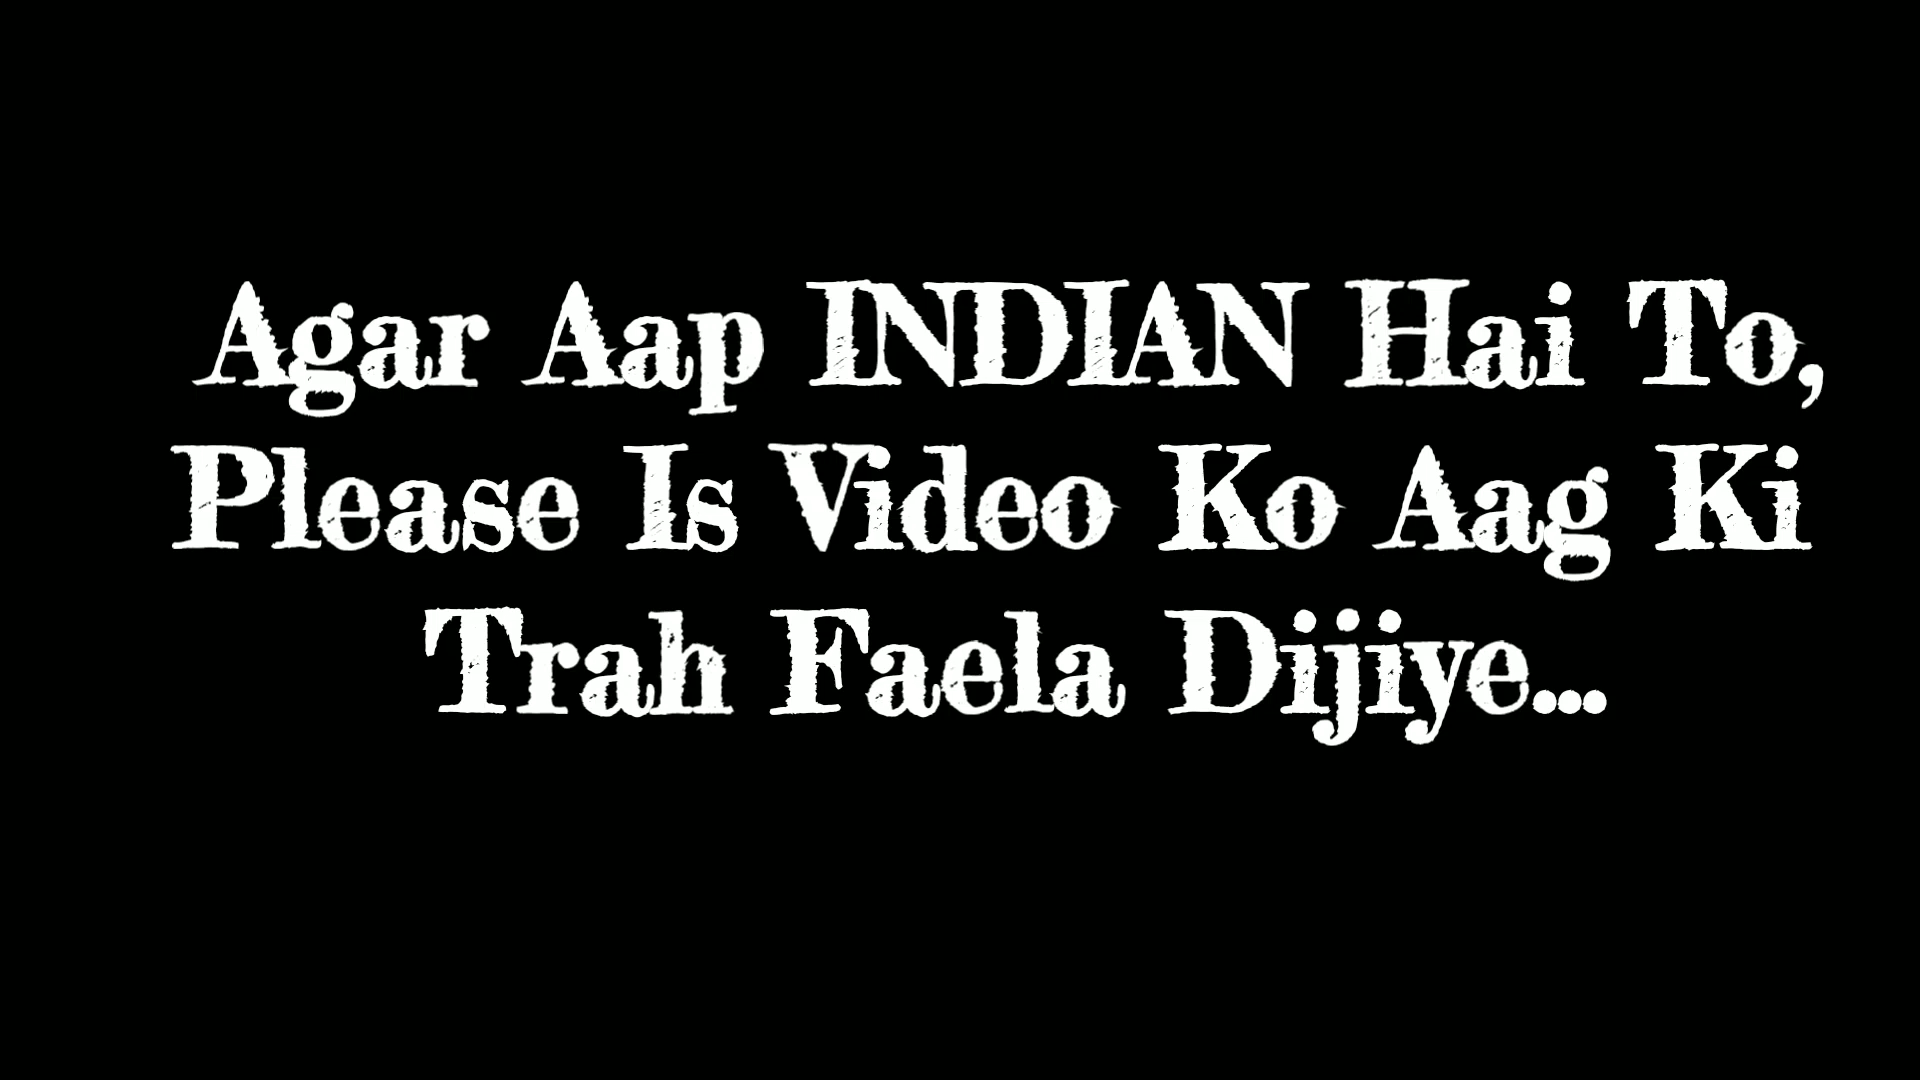 Agar Aap INDIAN Hai To,
Please Is Video Ko Aag Ki
Trah Faela Dijiye...